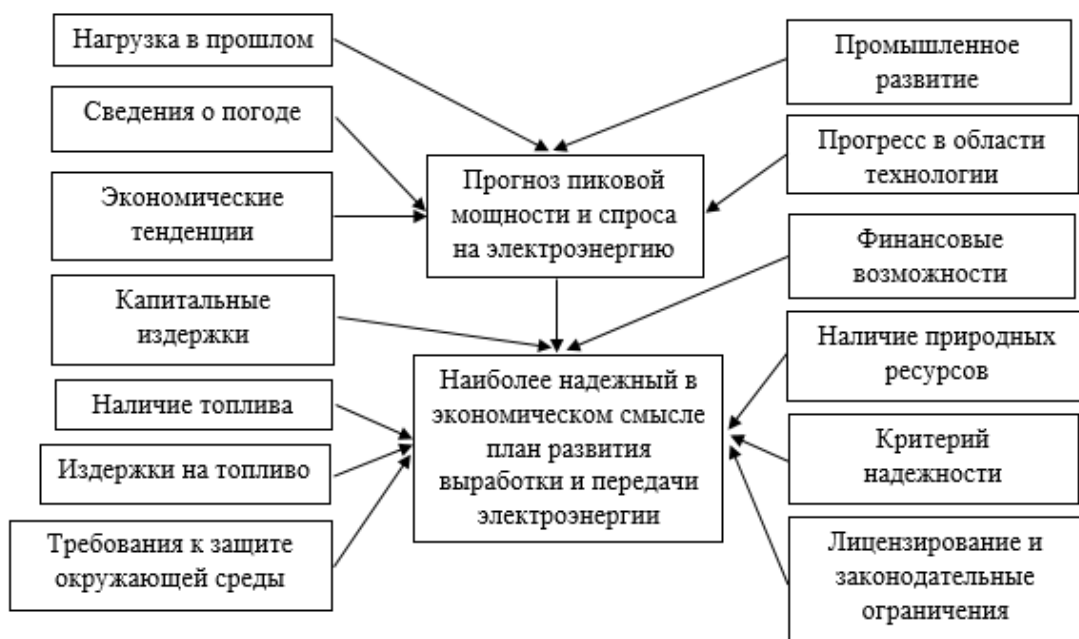 Нагрузка в прошлом
Сведения о погоде
Экономические
тенденции
Капитальные
издержки
Наличие топлива
Издержки на топливо
Требования к защите
окружающей среды
Прогноз пиковой
мощности и спроса
на электроэнергию
Наиболее надежный в
экономическом смысле
план развития
выработки и передачи
электроэнергии
Промышленное
развитие
Прогресс в области
технологии
Финансовые
возможности
Наличие природных
ресурсов
Критерий
надежности
Лицензирование и
законодательные
ограничения